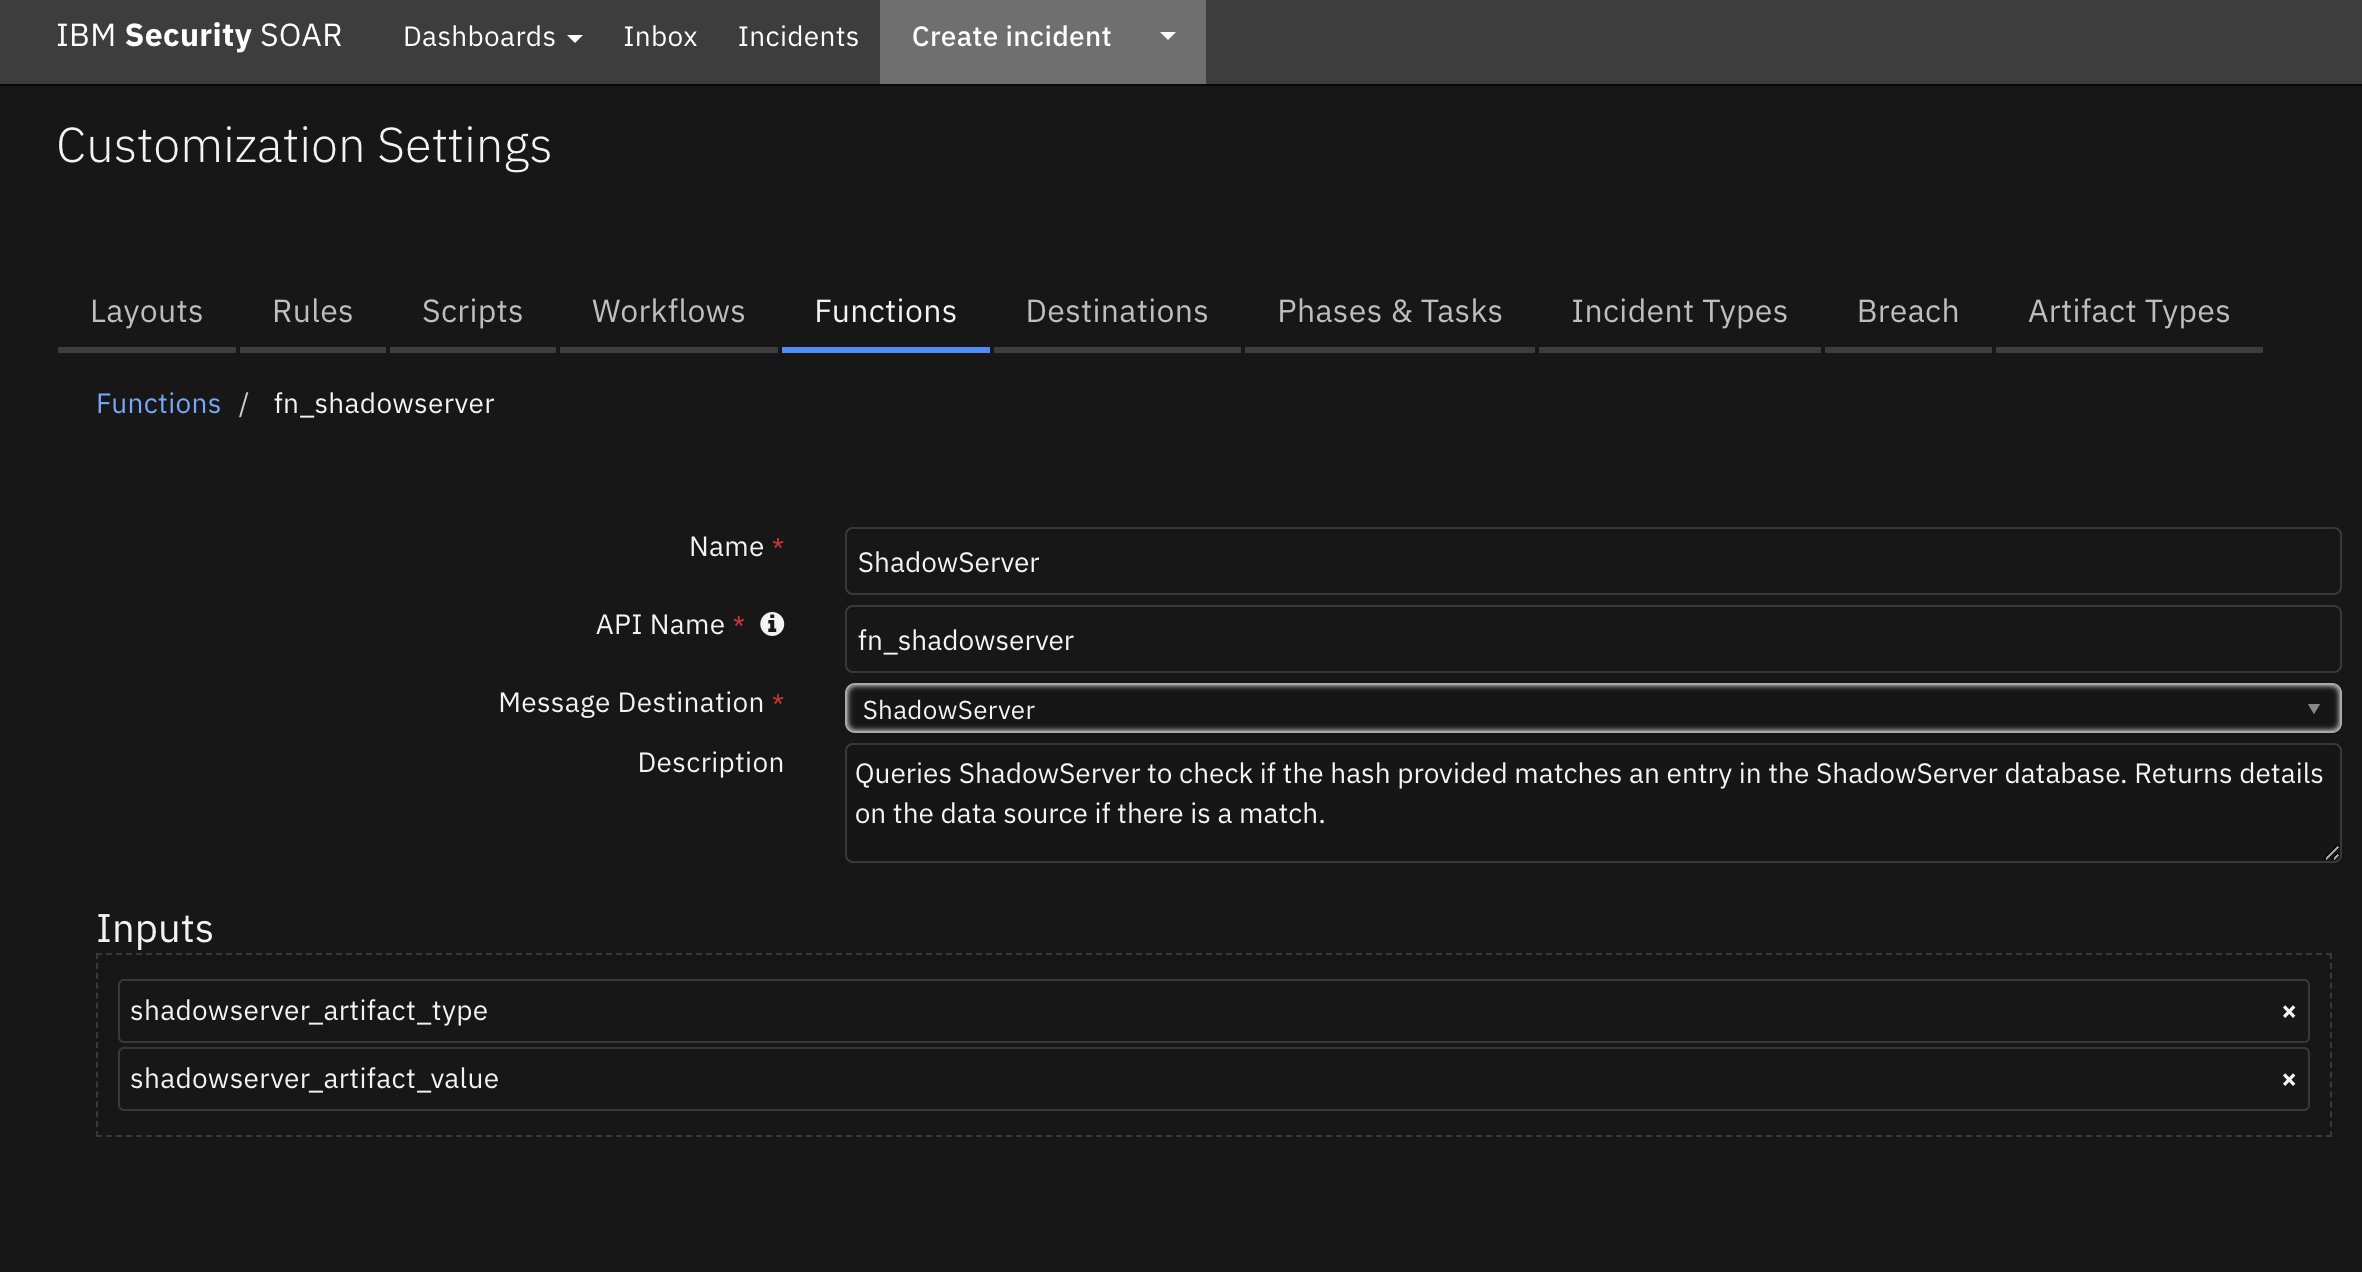 IBM Security SOAR Dashboards Inbox Incidents Create incident
Customization Settings
Layouts Rules Scripts Workflows Functions Destinations Phases & Tasks Incident Types Breach Artifact Types
Functions / fn_shadowserver
Name * ShadowServer
API Name * fn_shadowserver
Message Destination * ShadowServer
Description Queries ShadowServer to check if the hash provided matches an entry in the ShadowServer database. Returns details
on the data source if there is a match.
Inputs
shadowserver_artifact_type ×
shadowserver_artifact_value ×